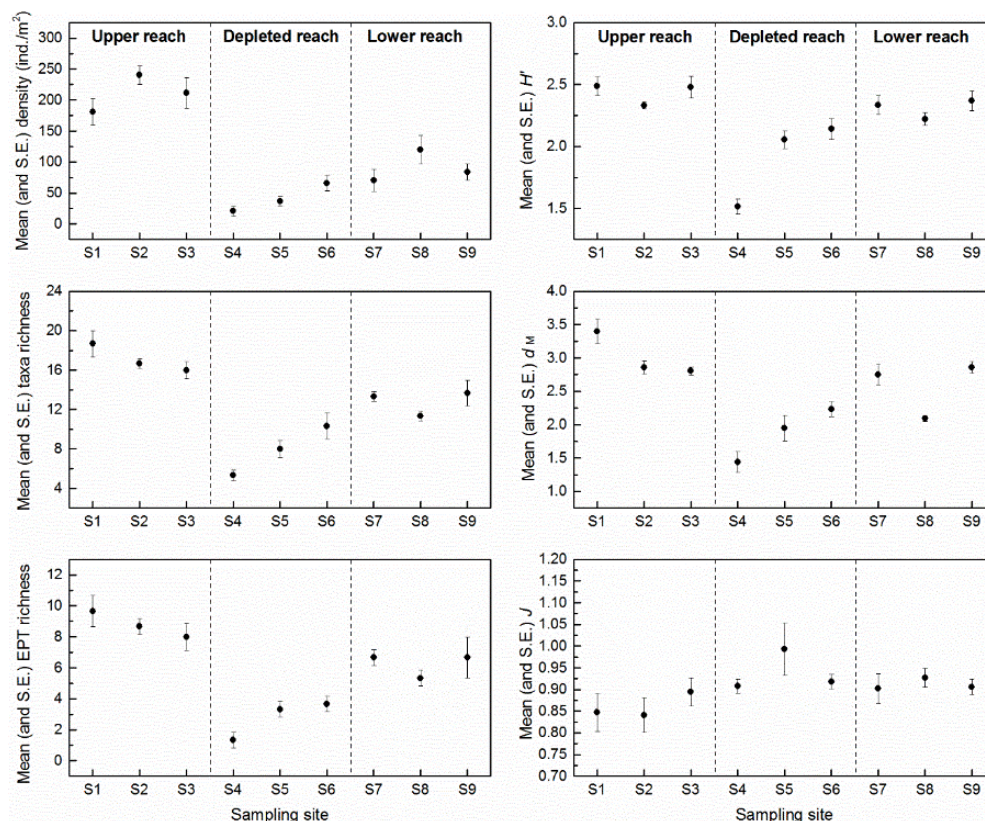 Upper reach Depleted reach Lower reach
Mean (and S.E.) density (ind./m²)
300
250
200
150
100
50
0
S1 S2 S3 S4 S5 S6 S7 S8 S9
Upper reach Depleted reach Lower reach
Mean (and S.E.) H'
3.0
2.5
2.0
1.5
S1 S2 S3 S4 S5 S6 S7 S8 S9
Mean (and S.E.) taxa richness
24
20
16
12
8
4
S1 S2 S3 S4 S5 S6 S7 S8 S9
Mean (and S.E.) d M
4.0
3.5
3.0
2.5
2.0
1.5
1.0
S1 S2 S3 S4 S5 S6 S7 S8 S9
Mean (and S.E.) EPT richness
12
10
8
6
4
2
0
S1 S2 S3 S4 S5 S6 S7 S8 S9
Sampling site
Mean (and S.E.) J
1.20
1.15
1.10
1.05
1.00
0.95
0.90
0.85
0.80
0.75
0.70
S1 S2 S3 S4 S5 S6 S7 S8 S9
Sampling site